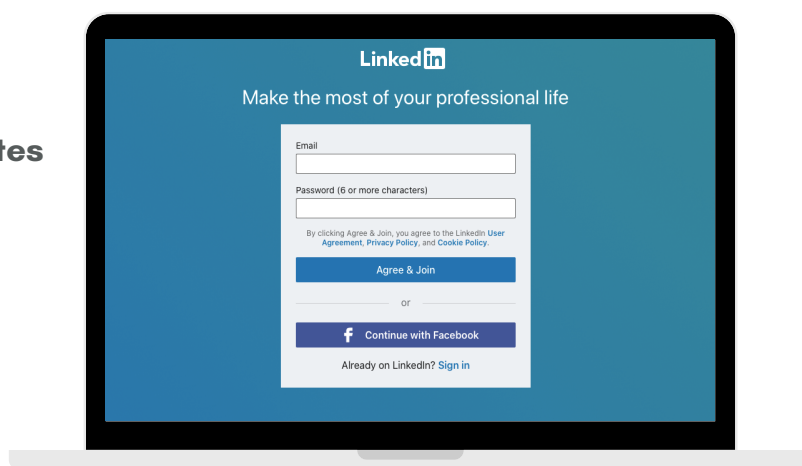 Linkedin
Make the most of your professional life
tes
Email
Password (6 or more characters)
By clicking Agree & Join, you agree to the LinkedIn User
Agreement, Privacy Policy, and Cookie Policy.
Agree & Join
or
f Continue with Facebook
Already on LinkedIn? Sign in